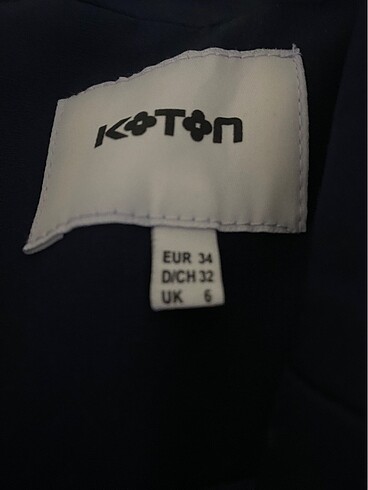 KOTON
EUR 34
D/CH 32
UK 6